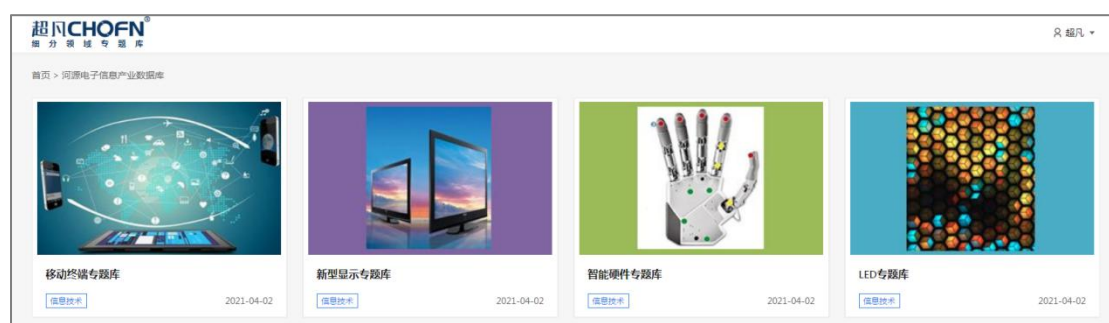 超凡CHOFN®
细分领域专题库
超凡
首页 > 河源电子信息产业数据库
移动终端专题库
信息技术 2021-04-02
新型显示专题库
信息技术 2021-04-02
智能硬件专题库
信息技术 2021-04-02
LED专题库
信息技术 2021-04-02